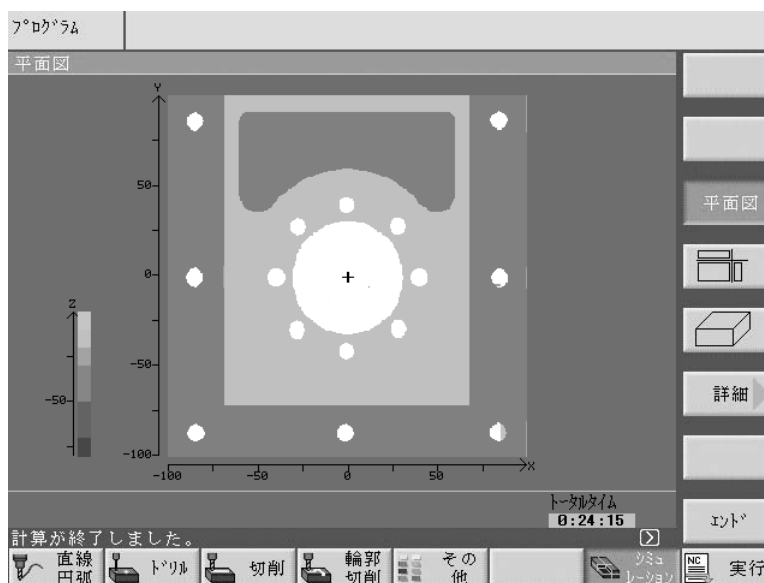 ﾌﾟﾛｸﾞﾗﾑ
平面図
Y
50
0
-50
-100
Z
-50
-100
-50
0
50
X
平面図
詳細
ｴﾝﾄﾞ
ﾄｰﾀﾙﾀｲﾑ
0:24:15
計算が終了しました。
直線
円弧
ﾄﾞﾘﾙ
切削
輪郭
切削
その
他
ｼﾐｭ
ﾚｰｼｮﾝ
NC
実行